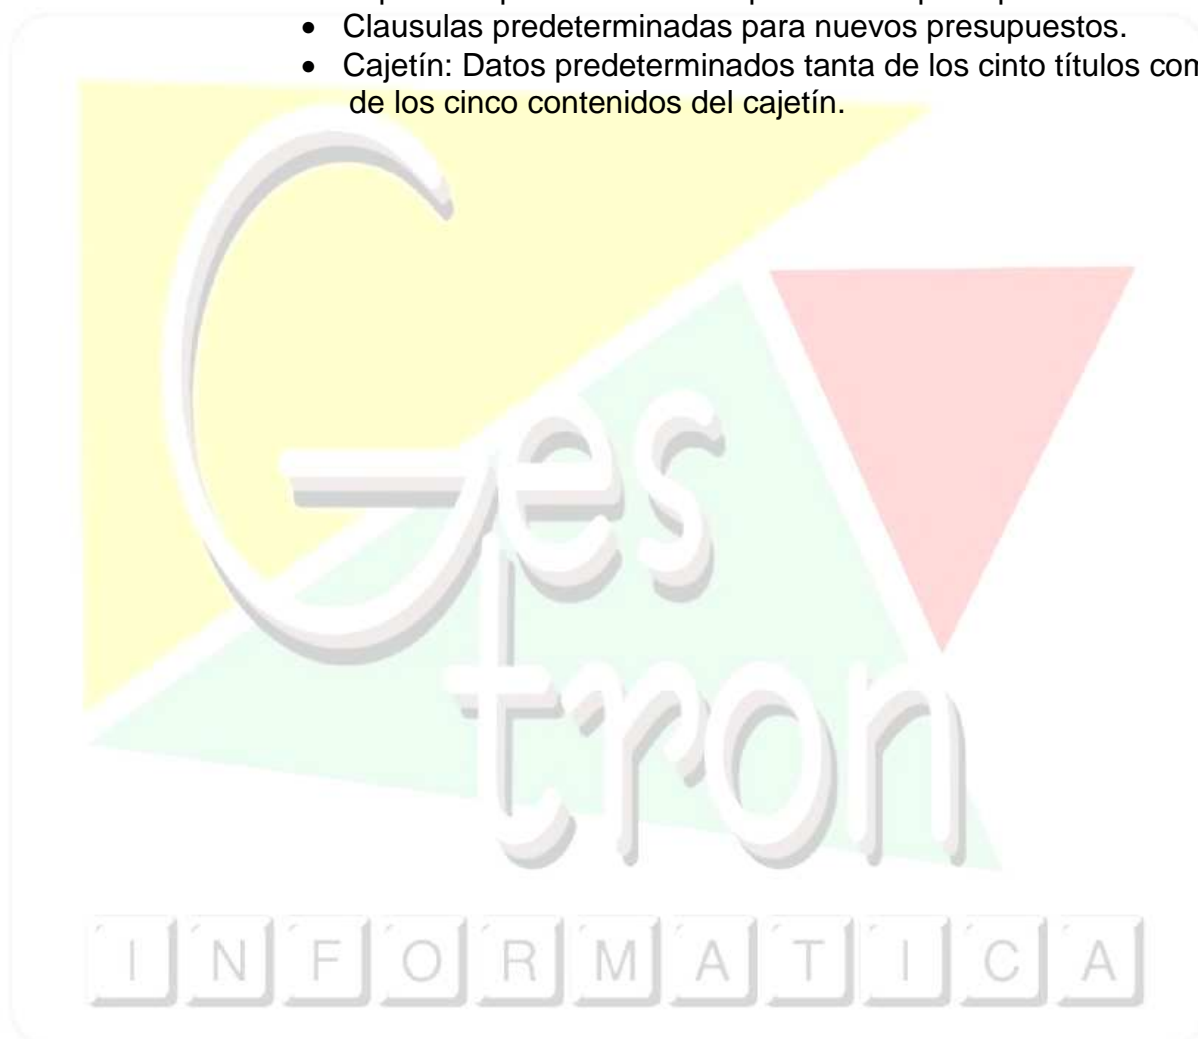 • Clausulas predeterminadas para nuevos presupuestos.
• Cajetín: Datos predeterminados tanta de los cinto títulos com
de los cinco contenidos del cajetín.
Ges
tron
INFORMATICA